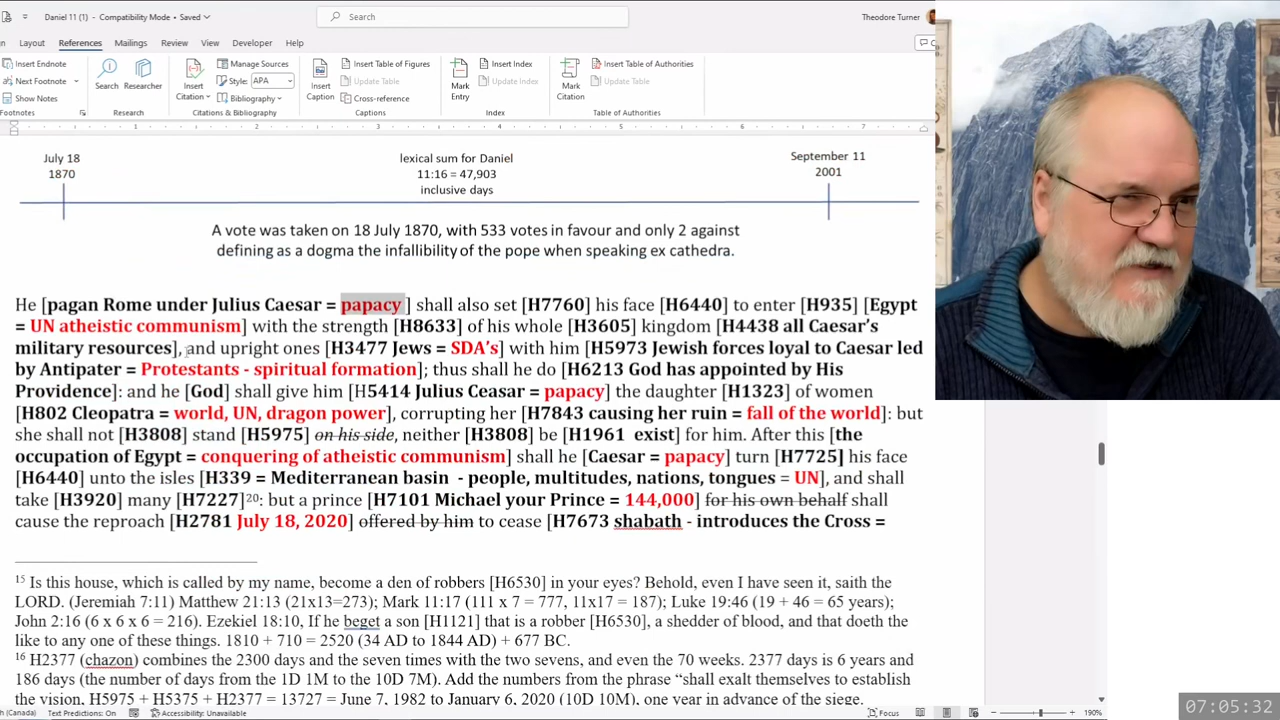 Daniel 11 (1) - Compatibility Mode • Saved
Search
Theodore Turner
Layout References Mailings Review View Developer Help
Insert Endnote
Next Footnote
Show Notes
Footnotes
Search
Researcher
Research
Insert Citation
Manage Sources
Style: APA
Bibliography
Citations & Bibliography
Insert Caption
Insert Table of Figures
Update Table
Cross-reference
Captions
Mark Entry
Insert Index
Update Index
Index
Mark Citation
Insert Table of Authorities
Update Table
Table of Authorities
1 2 3 4 5 6 7
July 18
1870
lexical sum for Daniel
11:16 = 47,903
inclusive days
September 11
2001
A vote was taken on 18 July 1870, with 533 votes in favour and only 2 against
defining as a dogma the infallibility of the pope when speaking ex cathedra.
He [pagan Rome under Julius Caesar = papacy ] shall also set [H7760] his face [H6440] to enter [H935] [Egypt
= UN atheistic communism] with the strength [H8633] of his whole [H3605] kingdom [H4438 all Caesar's
military resources], and upright ones [H3477 Jews = SDA's] with him [H5973 Jewish forces loyal to Caesar led
by Antipater = Protestants - spiritual formation]; thus shall he do [H6213 God has appointed by His
Providence]: and he [God] shall give him [H5414 Julius Ceasar = papacy] the daughter [H1323] of women
[H802 Cleopatra = world, UN, dragon power], corrupting her [H7843 causing her ruin = fall of the world]: but
she shall not [H3808] stand [H5975] on his side, neither [H3808] be [H1961 exist] for him. After this [the
occupation of Egypt = conquering of atheistic communism] shall he [Caesar = papacy] turn [H7725] his face
[H6440] unto the isles [H339 = Mediterranean basin - people, multitudes, nations, tongues = UN], and shall
take [H3920] many [H7227]20: but a prince [H7101 Michael your Prince = 144,000] for his own behalf shall
cause the reproach [H2781 July 18, 2020] offered by him to cease [H7673 shabath - introduces the Cross =
15 Is this house, which is called by my name, become a den of robbers [H6530] in your eyes? Behold, even I have seen it, saith the
LORD. (Jeremiah 7:11) Matthew 21:13 (21x13=273); Mark 11:17 (111 x 7 = 777, 11x17 = 187); Luke 19:46 (19 + 46 = 65 years);
John 2:16 (6 x 6 x 6 = 216). Ezekiel 18:10, If he beget a son [H1121] that is a robber [H6530], a shedder of blood, and that doeth the
like to any one of these things. 1810 + 710 = 2520 (34 AD to 1844 AD) + 677 BC.
16 H2377 (chazon) combines the 2300 days and the seven times with the two sevens, and even the 70 weeks. 2377 days is 6 years and
186 days (the number of days from the 1D 1M to the 10D 7M). Add the numbers from the phrase "shall exalt themselves to establish
the vision, H5975 + H5375 + H2377 = 13727 = June 7, 1982 to January 6, 2020 (10D 10M), one year in advance of the siege.
(Canada) Text Predictions: On Accessibility: Unavailable
Focus
190%
07:05:32